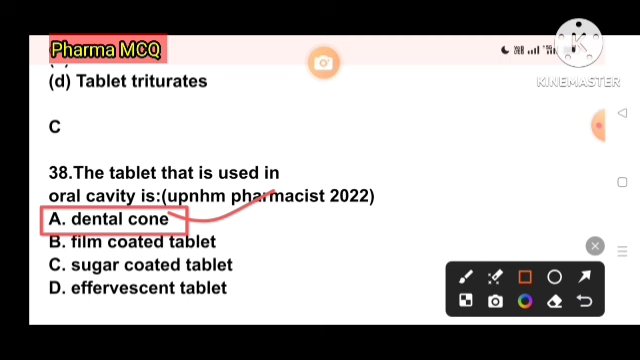 Pharma MCQ
K
KINEMASTER
(d) Tablet triturates
C
38.The tablet that is used in
oral cavity is:(upnhm pharmacist 2022)
A. dental cone
B. film coated tablet
C. sugar coated tablet
D. effervescent tablet